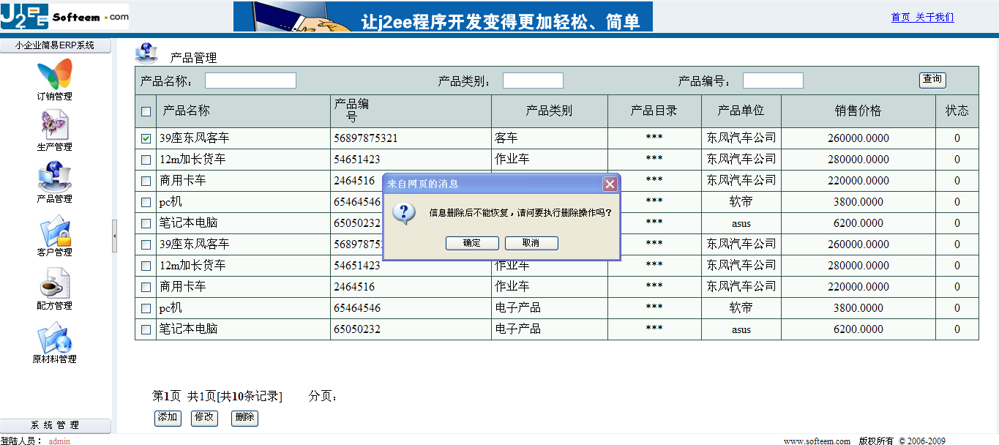 J2EE Softeem .com 让j2ee程序开发变得更加轻松、简单 首页 关于我们
小企业简易ERP系统
订销管理
生产管理
产品管理
客户管理
配方管理
原材料管理
系 统 管 理
登陆人员： admin
产品管理
产品名称： 产品类别： 产品编号： 查询
产品名称 产品编号 产品类别 产品目录 产品单位 销售价格 状态
39座东风客车 56897875321 客车 *** 东风汽车公司 260000.0000 0
12m加长货车 54651423 作业车 *** 东风汽车公司 280000.0000 0
商用卡车 2464516 *** 东风汽车公司 220000.0000 0
pc机 65464546 *** 软帝 3800.0000 0
笔记本电脑 65050232 *** asus 6200.0000 0
39座东风客车 *** 东风汽车公司 260000.0000 0
12m加长货车 54651423 作业车 *** 东风汽车公司 280000.0000 0
商用卡车 2464516 作业车 *** 东风汽车公司 220000.0000 0
pc机 65464546 电子产品 *** 软帝 3800.0000 0
笔记本电脑 65050232 电子产品 *** asus 6200.0000 0
来自网页的消息
信息删除后不能恢复，请问要执行删除操作吗？
确定 取消
第1页 共1页[共10条记录] 分页：
添加 修改 删除
www.softeem.com 版权所有 © 2006-2009